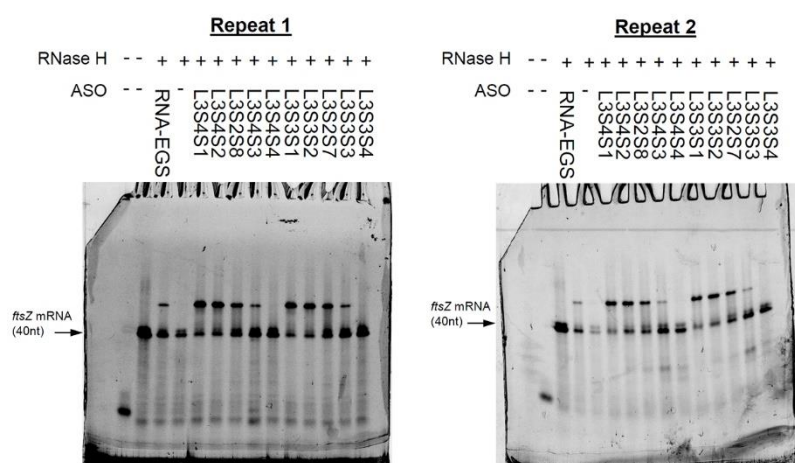 Repeat 1
RNase H - - + + + + + + + + + + + +
ASO - - RNA-EGS - L3S4S1 L3S4S2 L3S2S8 L3S4S3 L3S4S4 L3S3S1 L3S3S2 L3S2S7 L3S3S3 L3S3S4
ftsZ mRNA
(40nt)
Repeat 2
RNase H - - + + + + + + + + + + + +
ASO - - RNA-EGS - L3S4S1 L3S4S2 L3S2S8 L3S4S3 L3S4S4 L3S3S1 L3S3S2 L3S2S7 L3S3S3 L3S3S4
ftsZ mRNA
(40nt)